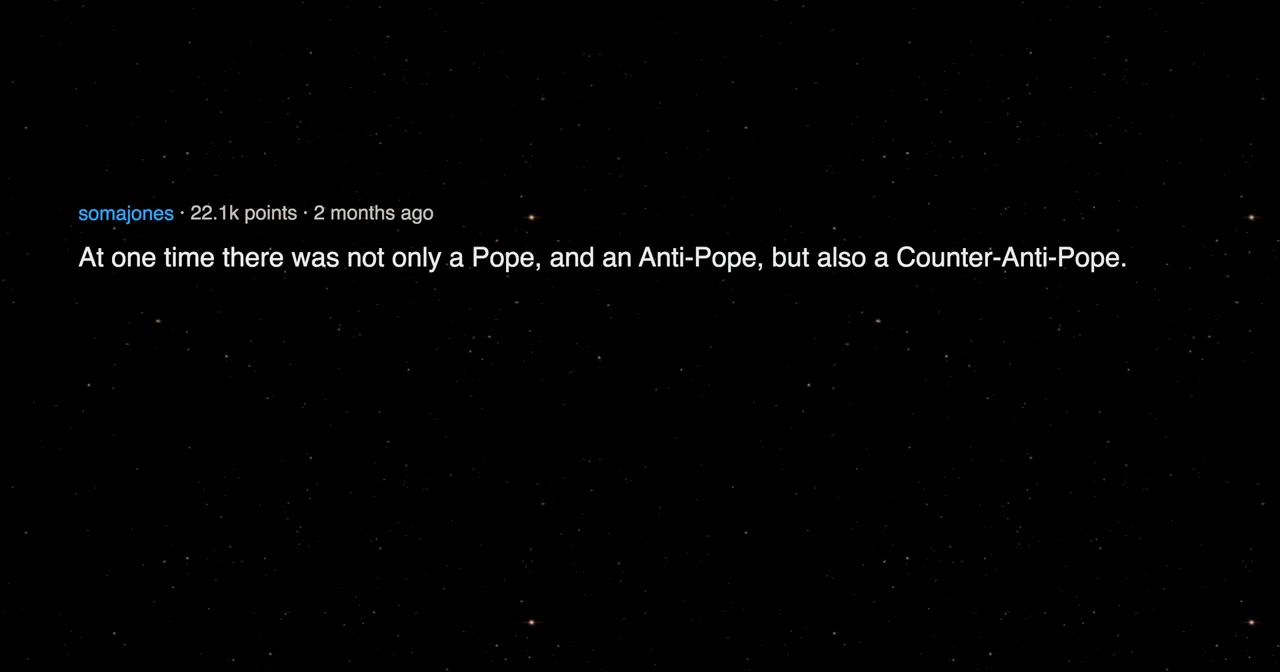 somajones · 22.1k points · 2 months ago
At one time there was not only a Pope, and an Anti-Pope, but also a Counter-Anti-Pope.